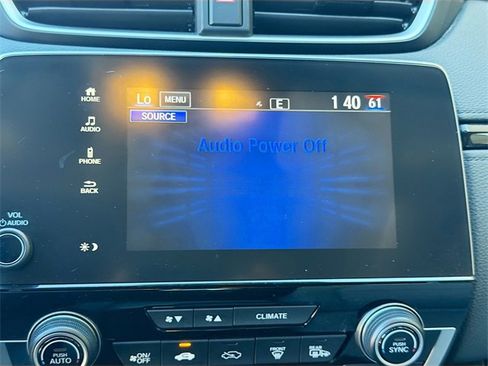 HOME
AUDIO
PHONE
BACK
VOL
AUDIO
Lo MENU E 1 40 61
SOURCE
Audio Power Off
CLIMATE
PUSH
AUTO
ON/
OFF
FRONT
REAR
PUSH
SYNC